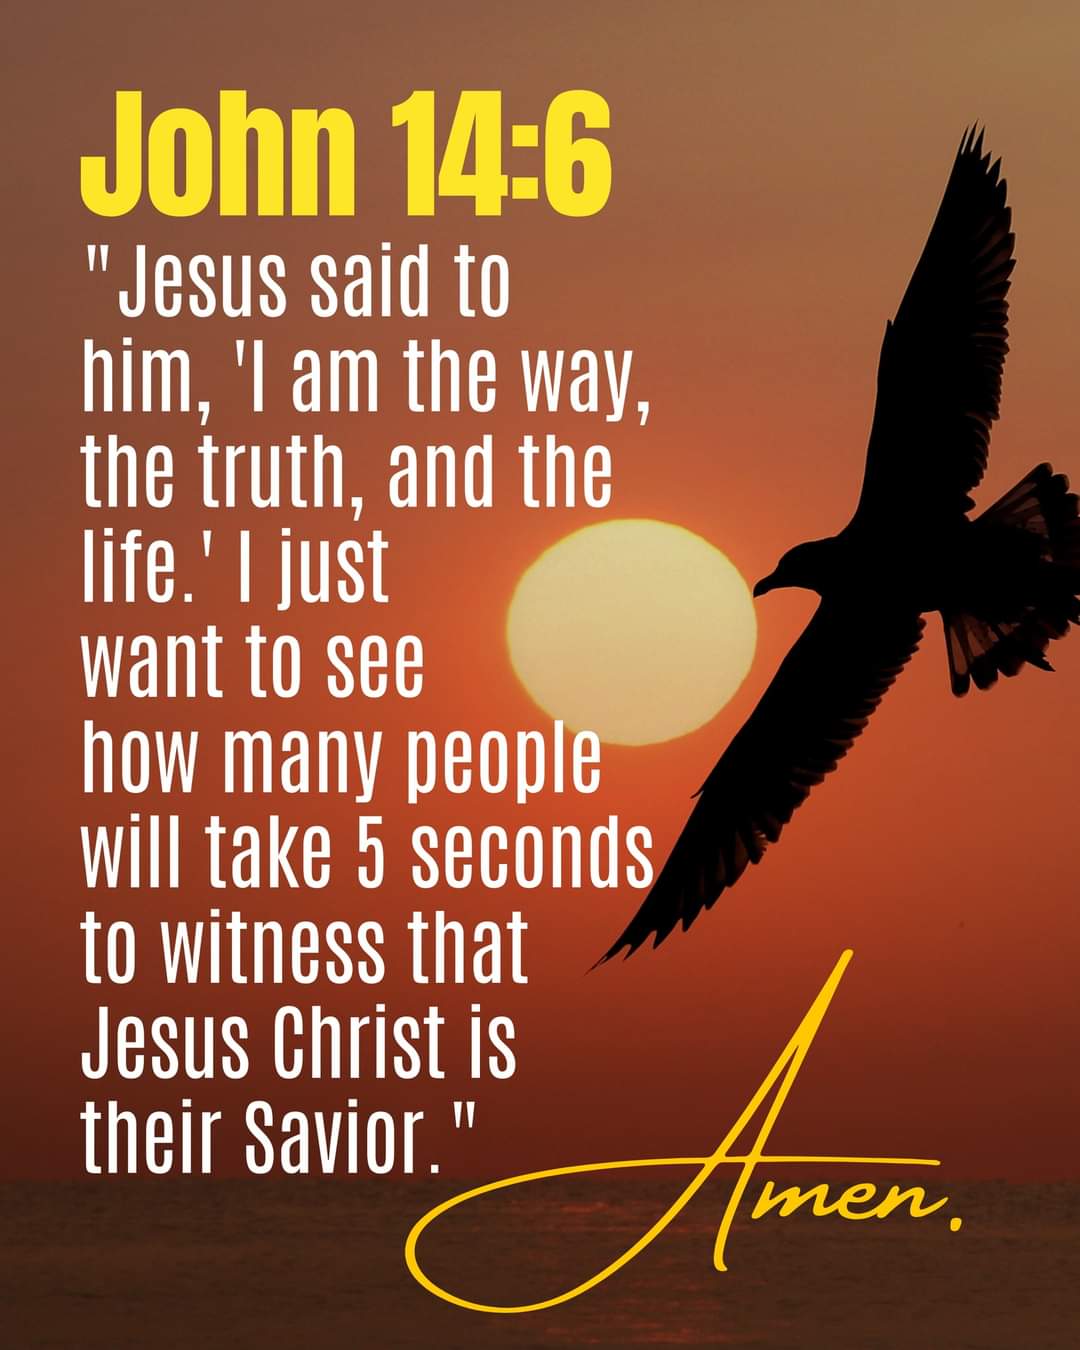 John 14:6
"Jesus said to
him, 'I am the way,
the truth, and the
life.' I just
want to see
how many people
will take 5 seconds
to witness that
Jesus Christ is
their Savior."
Amen.